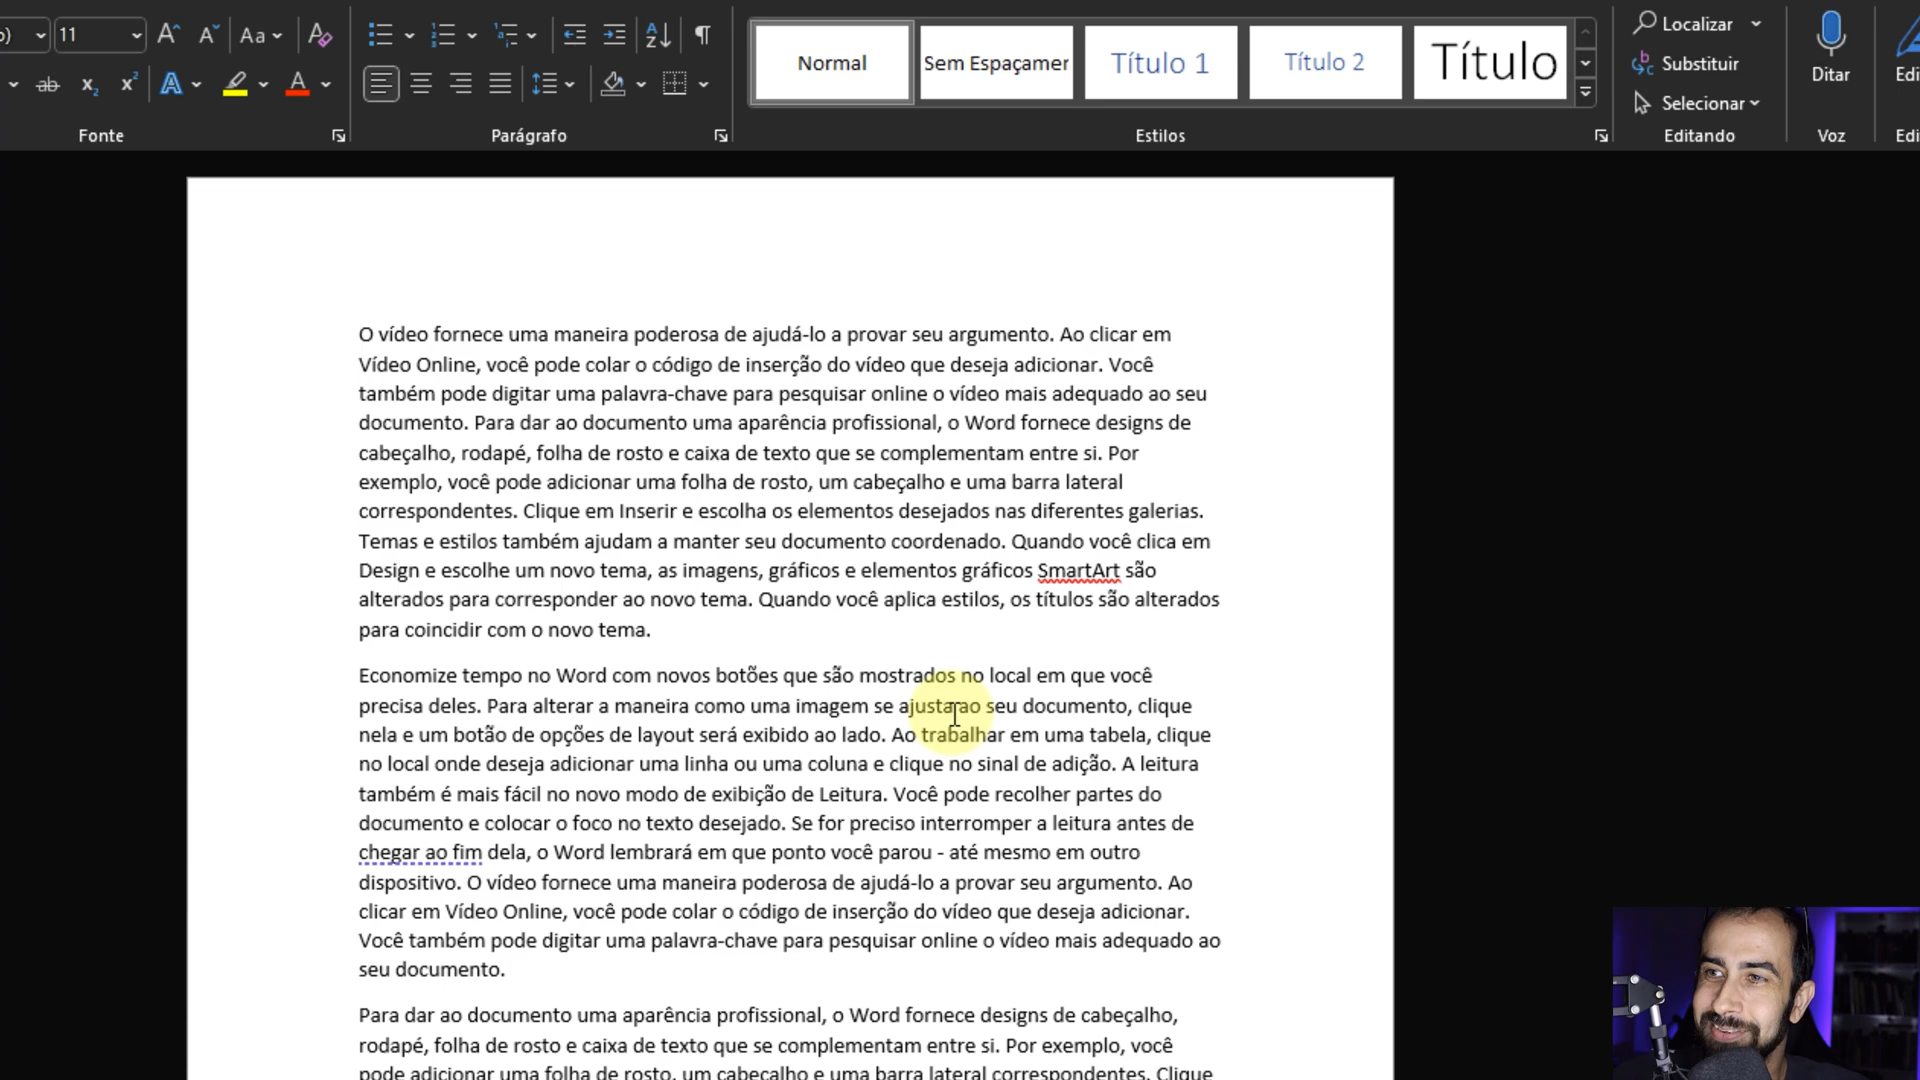 11
Aa
Fonte
Parágrafo
Normal
Sem Espaçamer
Título 1
Título 2
Título
Estilos
Localizar
Substituir
Selecionar
Editando
Ditar
Voz
Edi
Edi
O vídeo fornece uma maneira poderosa de ajudá-lo a provar seu argumento. Ao clicar em
Vídeo Online, você pode colar o código de inserção do vídeo que deseja adicionar. Você
também pode digitar uma palavra-chave para pesquisar online o vídeo mais adequado ao seu
documento. Para dar ao documento uma aparência profissional, o Word fornece designs de
cabeçalho, rodapé, folha de rosto e caixa de texto que se complementam entre si. Por
exemplo, você pode adicionar uma folha de rosto, um cabeçalho e uma barra lateral
correspondentes. Clique em Inserir e escolha os elementos desejados nas diferentes galerias.
Temas e estilos também ajudam a manter seu documento coordenado. Quando você clica em
Design e escolhe um novo tema, as imagens, gráficos e elementos gráficos SmartArt são
alterados para corresponder ao novo tema. Quando você aplica estilos, os títulos são alterados
para coincidir com o novo tema.
Economize tempo no Word com novos botões que são mostrados no local em que você
precisa deles. Para alterar a maneira como uma imagem se ajusta ao seu documento, clique
nela e um botão de opções de layout será exibido ao lado. Ao trabalhar em uma tabela, clique
no local onde deseja adicionar uma linha ou uma coluna e clique no sinal de adição. A leitura
também é mais fácil no novo modo de exibição de Leitura. Você pode recolher partes do
documento e colocar o foco no texto desejado. Se for preciso interromper a leitura antes de
chegar ao fim dela, o Word lembrará em que ponto você parou - até mesmo em outro
dispositivo. O vídeo fornece uma maneira poderosa de ajudá-lo a provar seu argumento. Ao
clicar em Vídeo Online, você pode colar o código de inserção do vídeo que deseja adicionar.
Você também pode digitar uma palavra-chave para pesquisar online o vídeo mais adequado ao
seu documento.
Para dar ao documento uma aparência profissional, o Word fornece designs de cabeçalho,
rodapé, folha de rosto e caixa de texto que se complementam entre si. Por exemplo, você
pode adicionar uma folha de rosto, um cabeçalho e uma barra lateral correspondentes. Clique